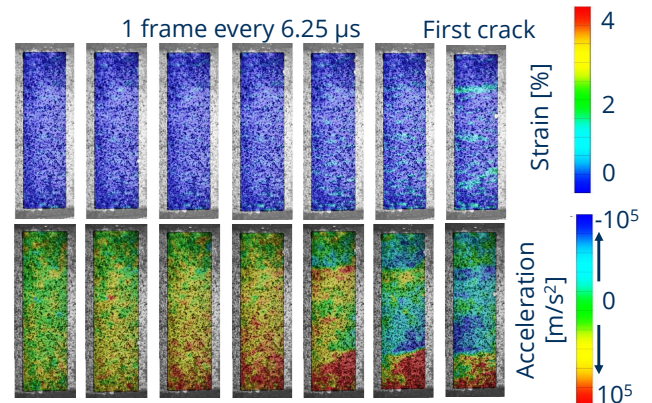 1 frame every 6.25 µs
First crack
Strain [%]
4
2
0
Acceleration
[m/s²]
-10⁵
0
10⁵